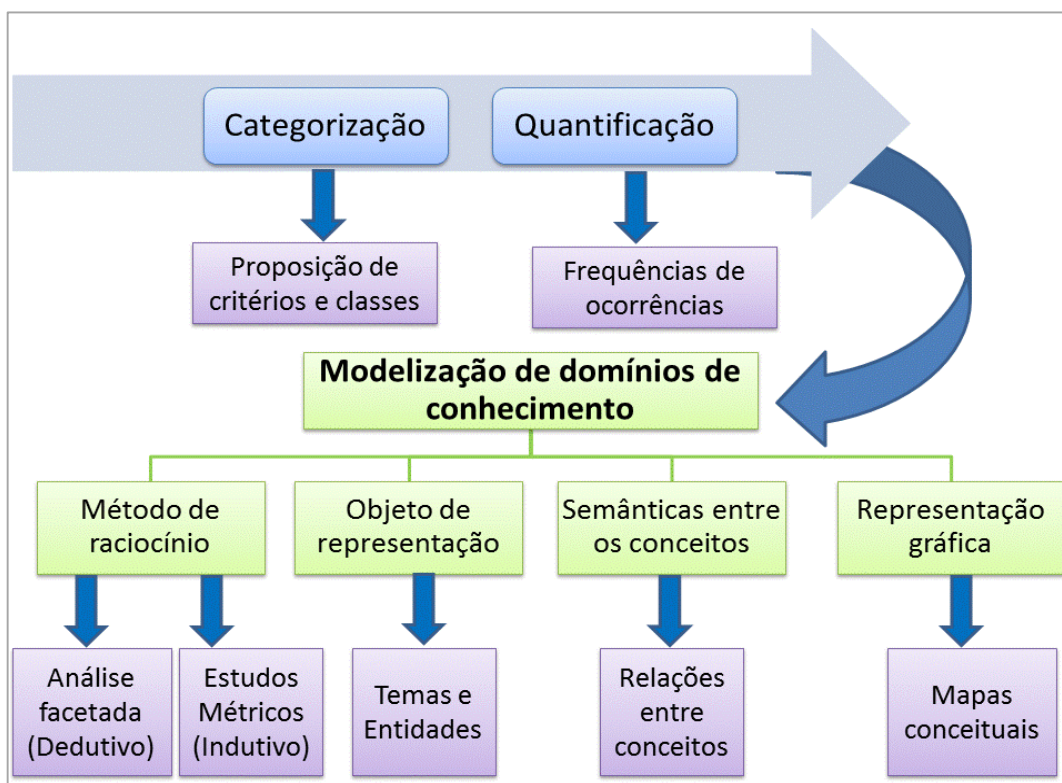 Categorização
Quantificação
Proposição de
critérios e classes
Frequências de
ocorrências
Modelização de domínios de
conhecimento
Método de
raciocínio
Objeto de
representação
Semânticas entre
os conceitos
Representação
gráfica
Análise
facetada
(Dedutivo)
Estudos
Métricos
(Indutivo)
Temas e
Entidades
Relações
entre
conceitos
Mapas
conceituais